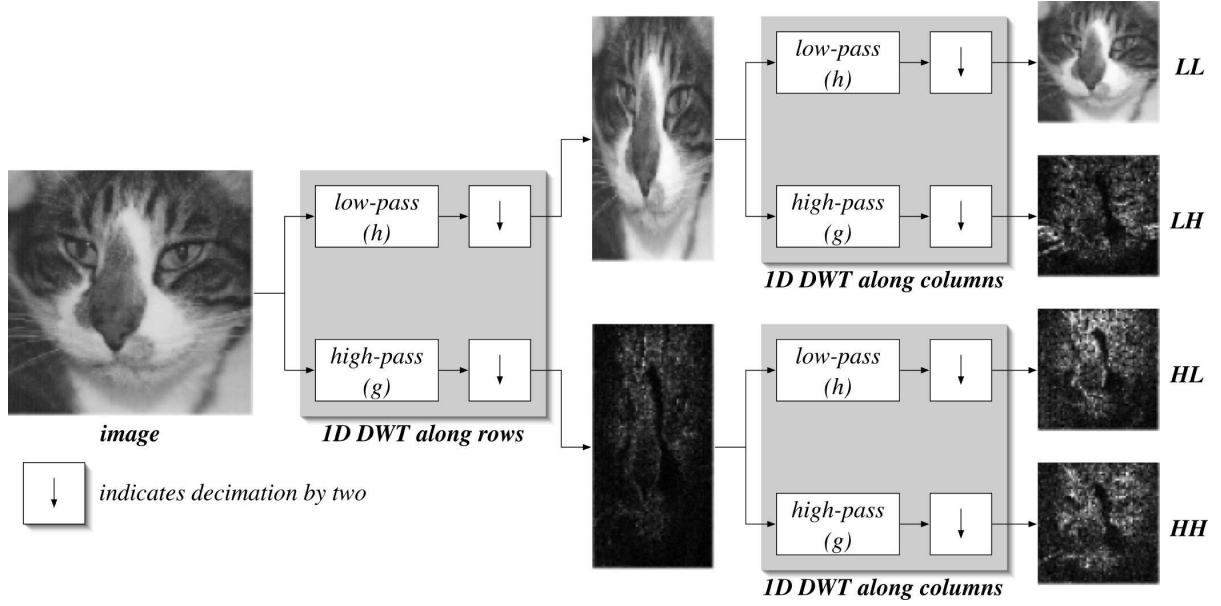 low-pass
(h)
LL
high-pass
(g)
LH
1D DWT along columns
low-pass
(h)
high-pass
(g)
image
1D DWT along rows
low-pass
(h)
HL
high-pass
(g)
HH
1D DWT along columns
indicates decimation by two